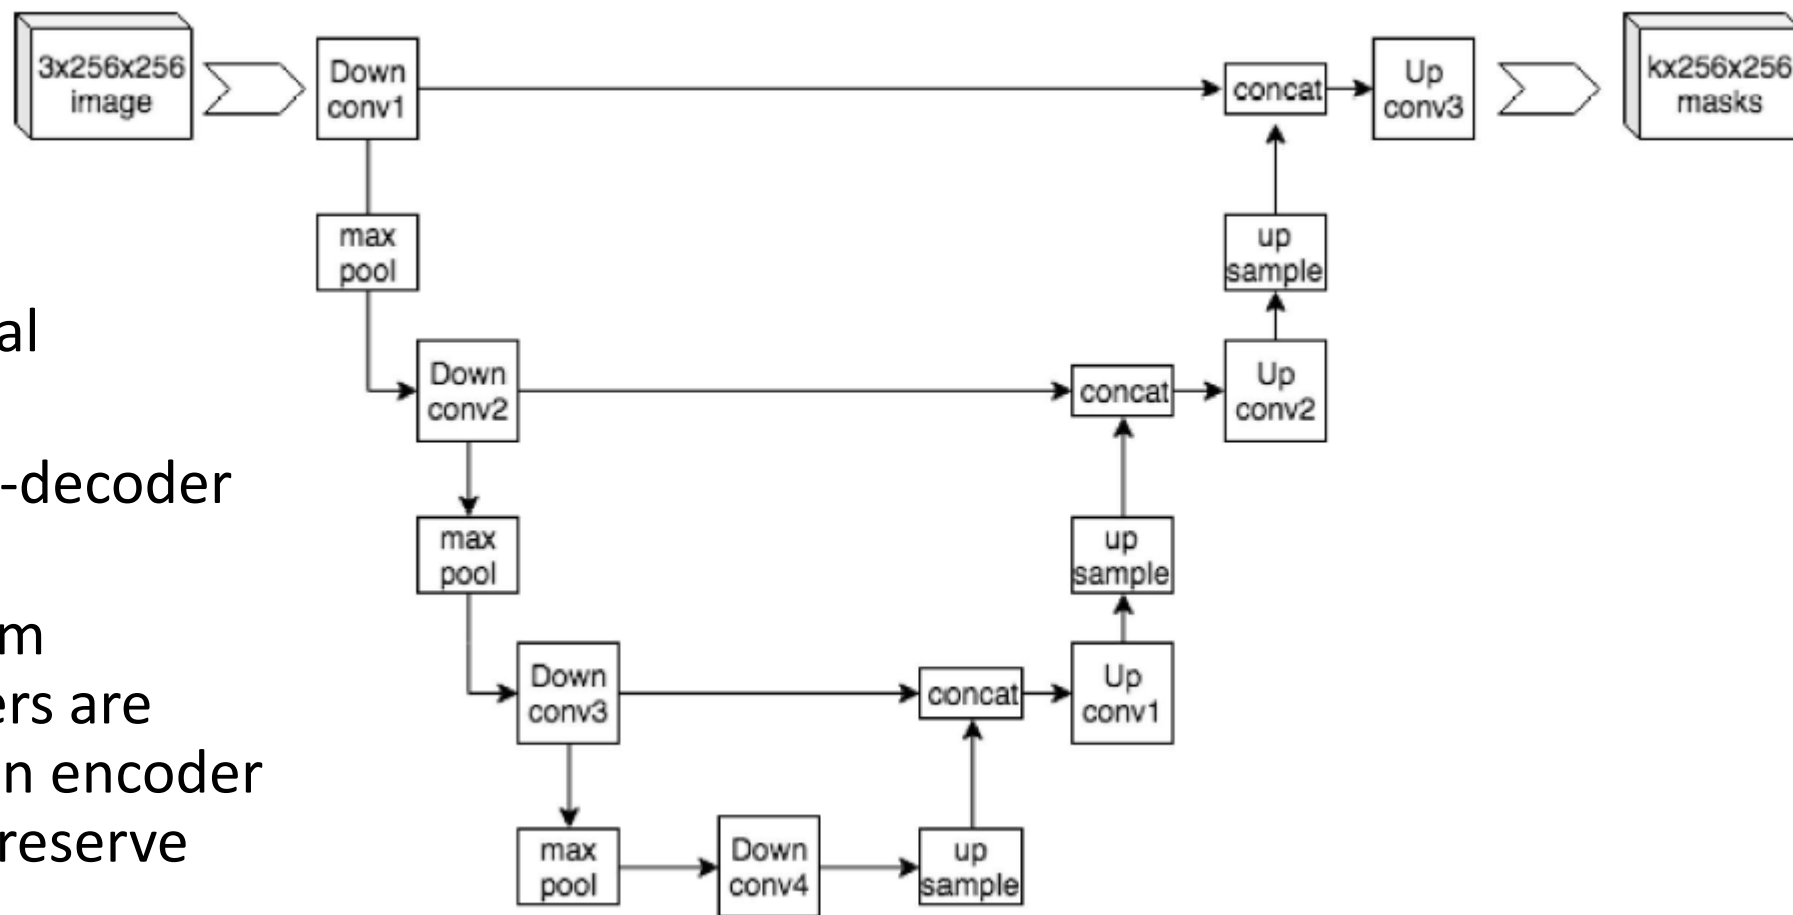 3x256x256
image
Down
conv1
concat
Up
conv3
kx256x256
masks
max
pool
up
sample
al
Down
conv2
concat
Up
conv2
-decoder
max
pool
up
sample
m
ers are
n encoder
reserve
Down
conv3
concat
Up
conv1
max
pool
Down
conv4
up
sample